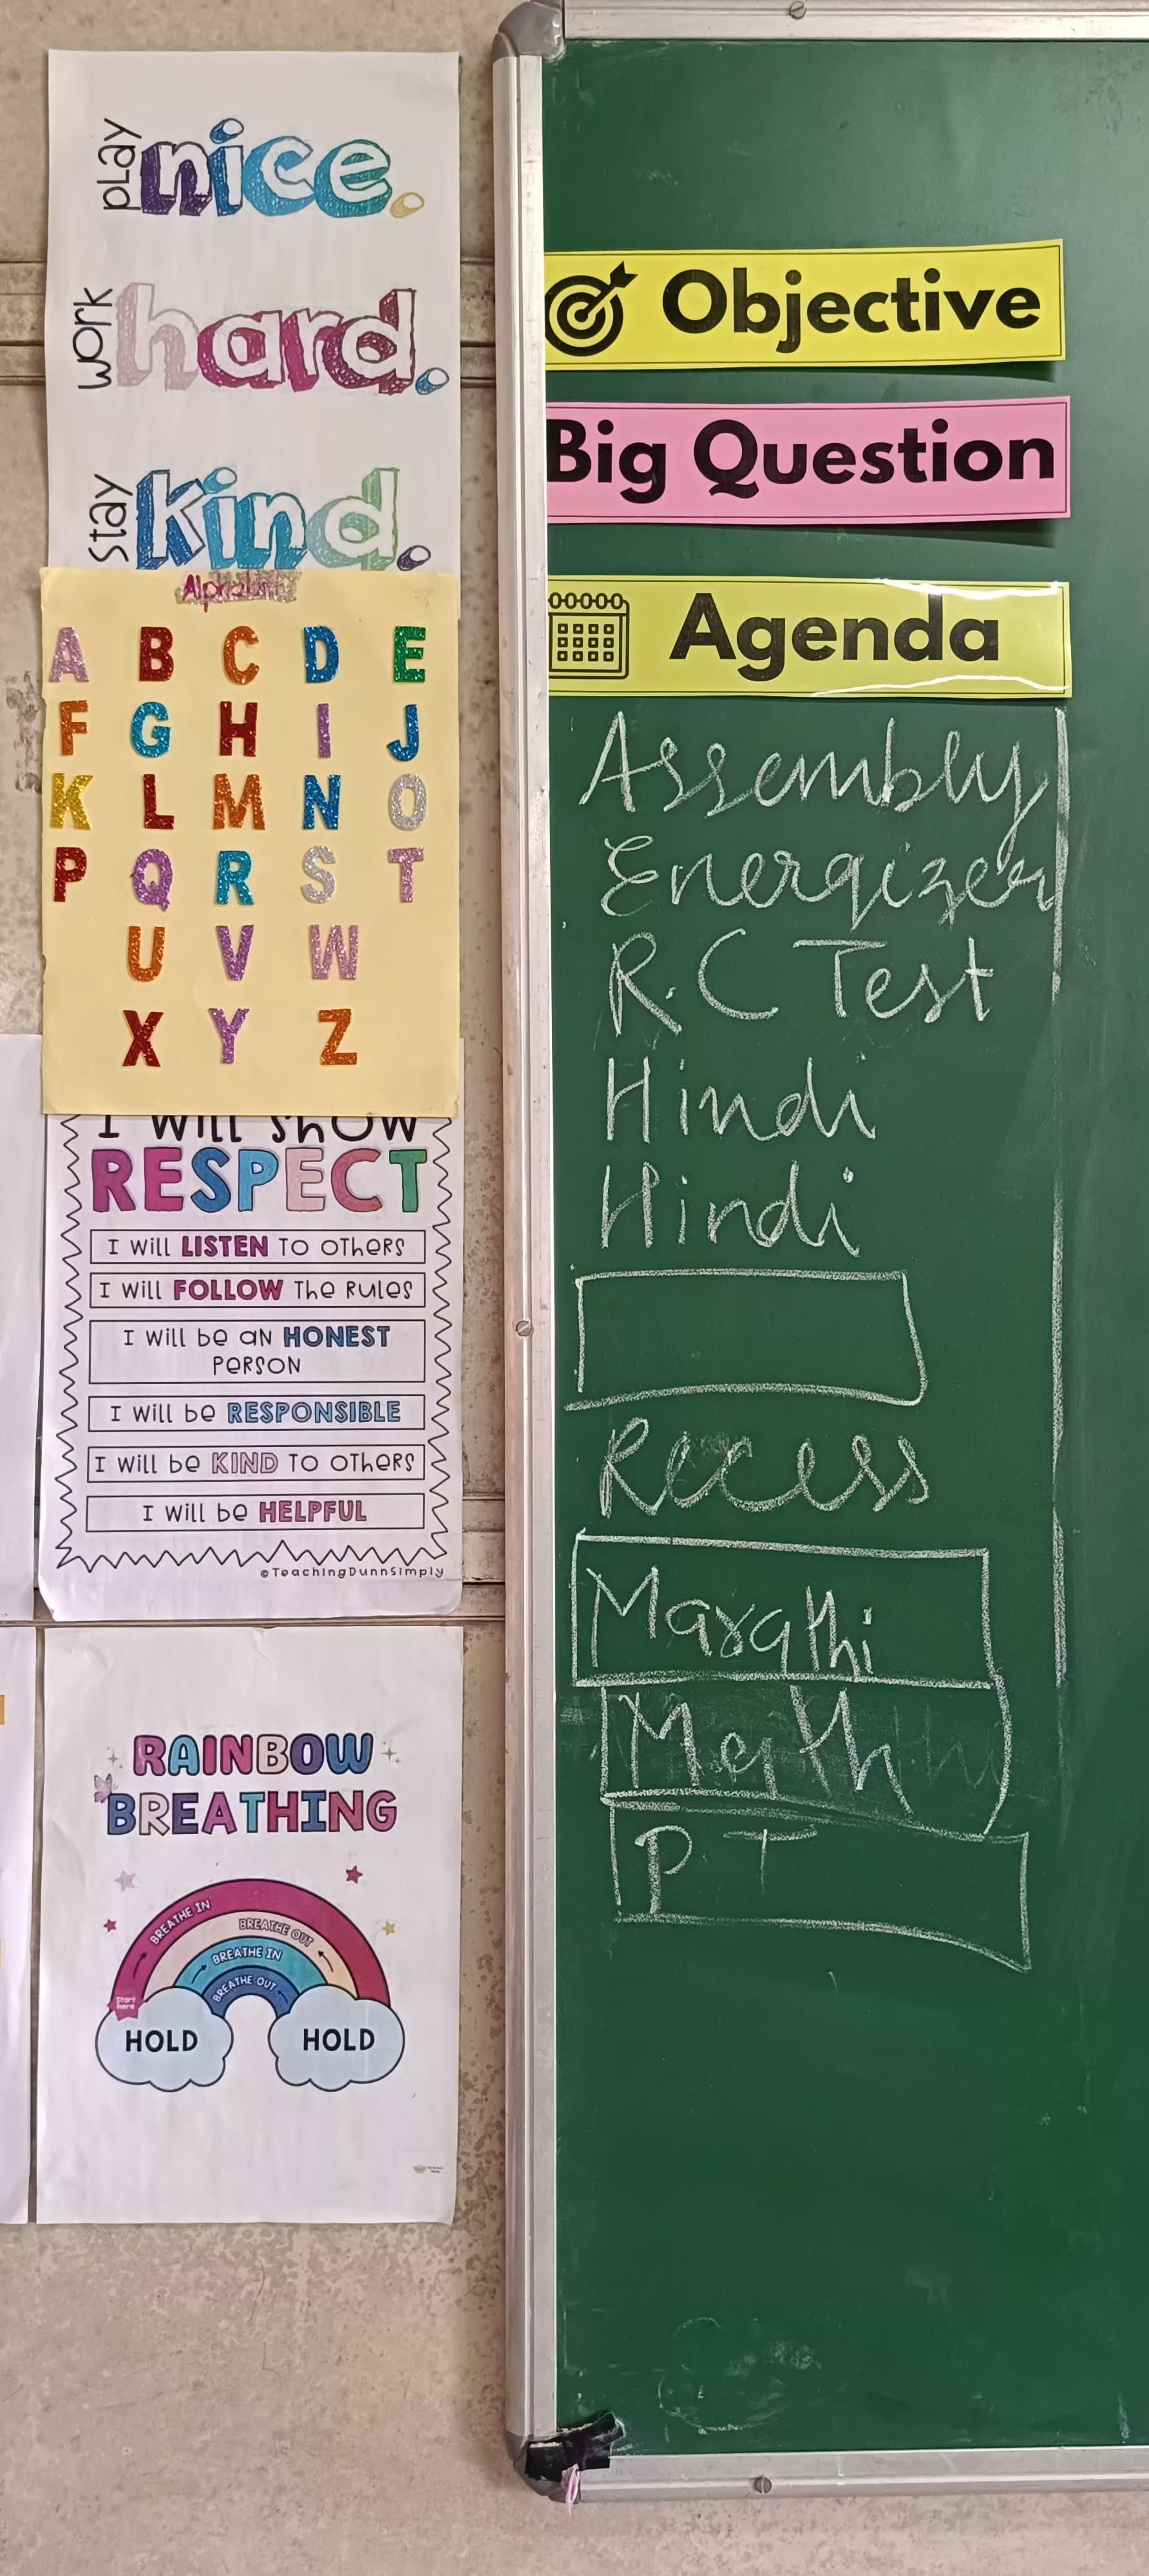 play nice.
work hard.
stay kind.
Alphabet
A B C D E
F G H I J
K L M N O
P Q R S T
U V W
X Y Z
I will show
RESPECT
I will LISTEN to others
I will FOLLOW the rules
I will be an HONEST
person
I will be RESPONSIBLE
I will be KIND to others
I will be HELPFUL
©TeachingDunnSimply
RAINBOW
BREATHING
BREATHE IN
BREATHE OUT
BREATHE IN
BREATHE OUT
Start
here
HOLD HOLD
Objective
Big Question
Agenda
Assembly
Energizer
R.C Test
Hindi
Hindi
Recess
Marathi
Math
P T